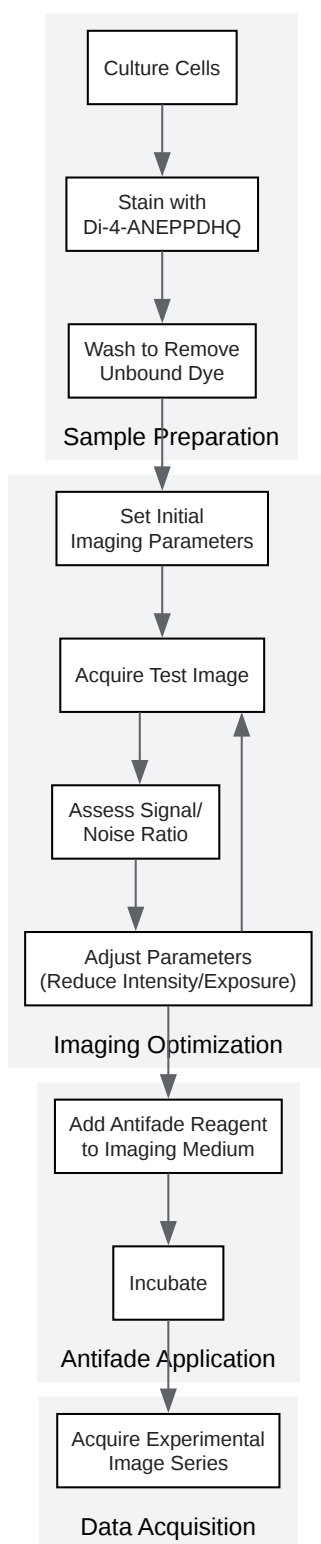 Culture Cells
Stain with
Di-4-ANEPPDHQ
Wash to Remove
Unbound Dye
Sample Preparation
Set Initial
Imaging Parameters
Acquire Test Image
Assess Signal/
Noise Ratio
Adjust Parameters
(Reduce Intensity/Exposure)
Imaging Optimization
Add Antifade Reagent
to Imaging Medium
Incubate
Antifade Application
Acquire Experimental
Image Series
Data Acquisition